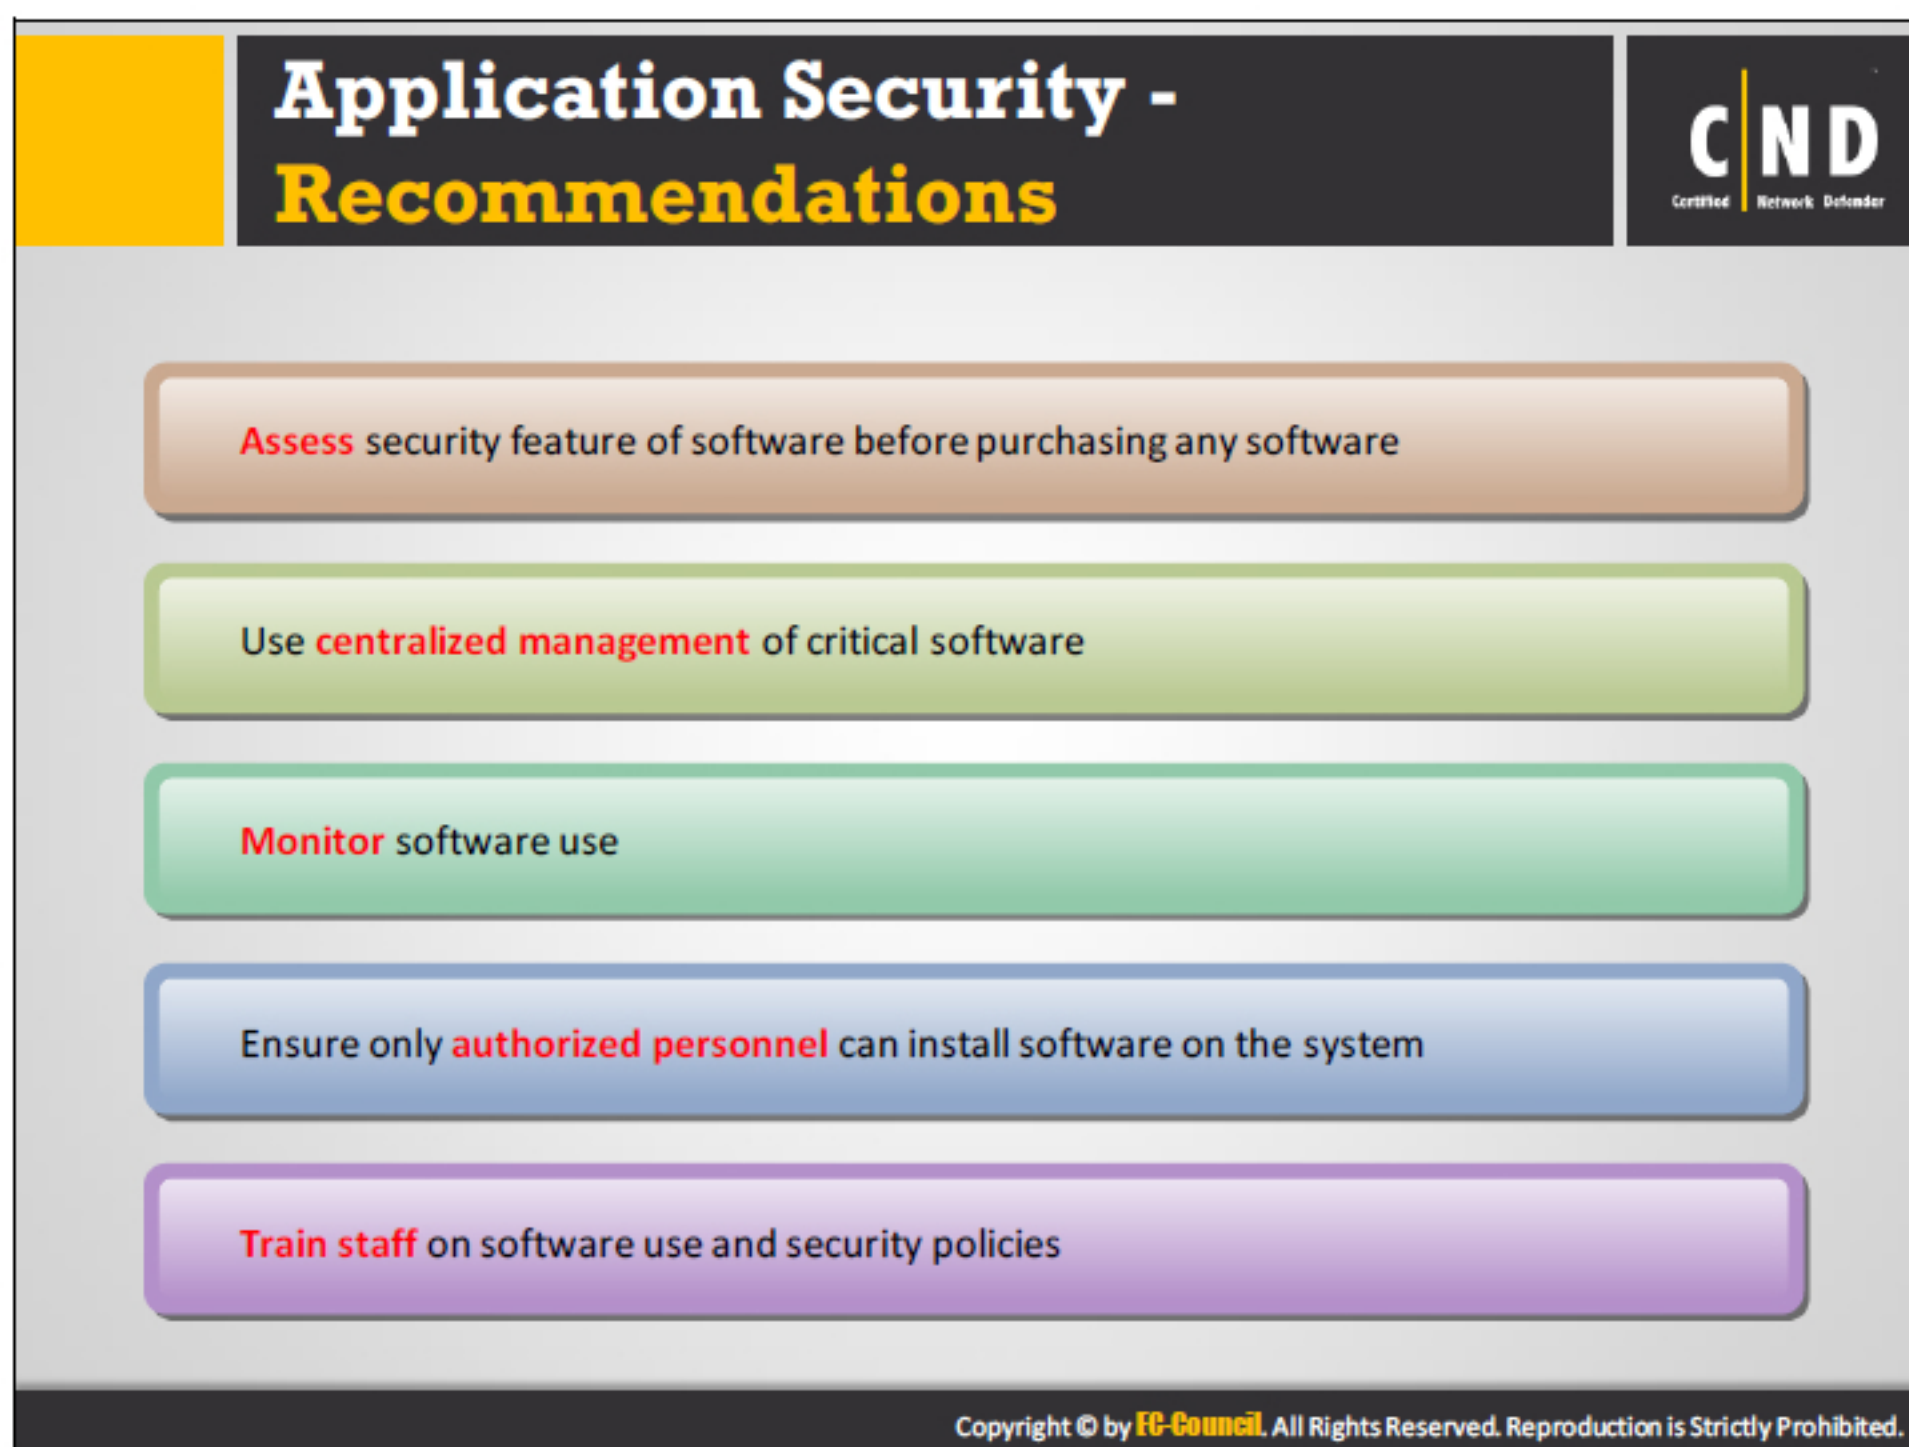 Application Security -
Recommendations
C|ND
Certified Network Defender
Assess security feature of software before purchasing any software
Use centralized management of critical software
Monitor software use
Ensure only authorized personnel can install software on the system
Train staff on software use and security policies
Copyright © by EC-Council. All Rights Reserved. Reproduction is Strictly Prohibited.